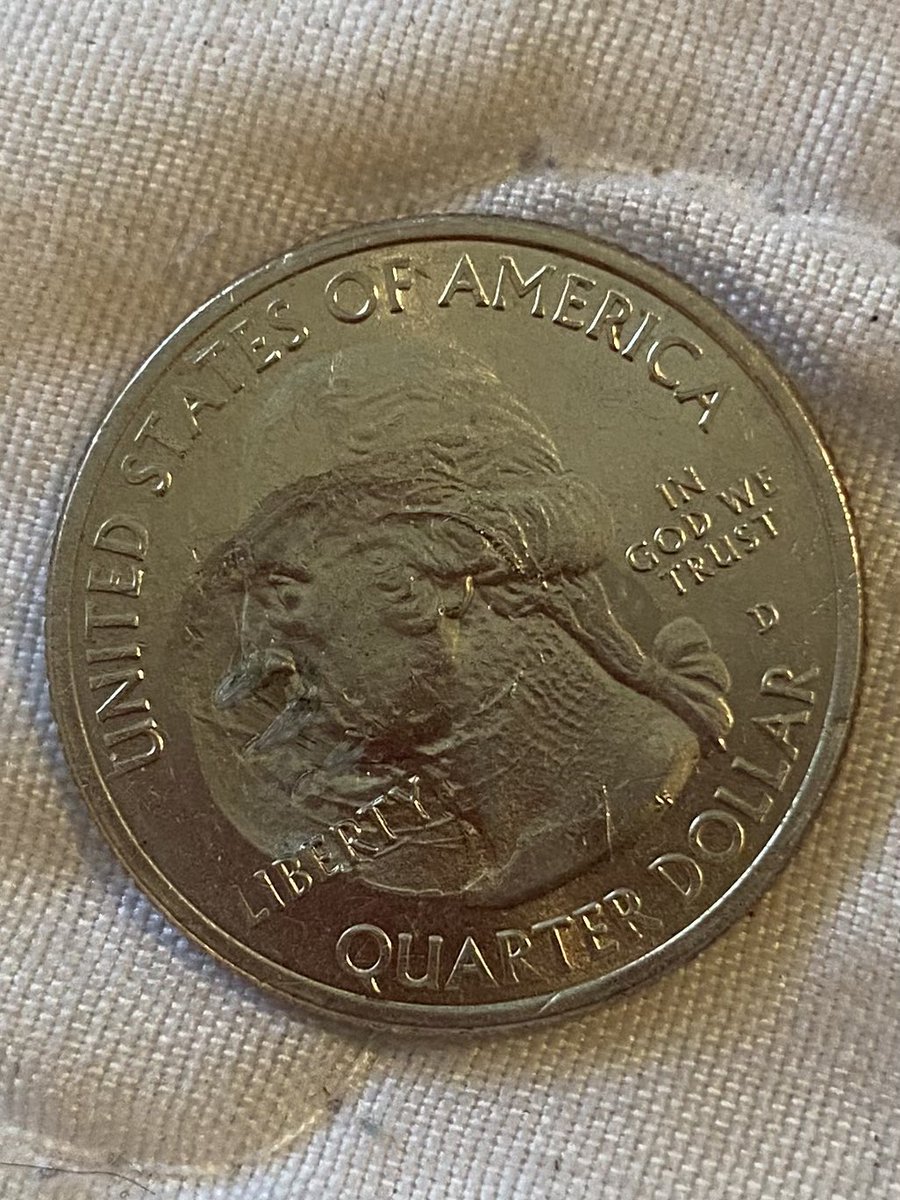 UNITED STATES OF AMERICA
IN
GOD WE
TRUST
D
LIBERTY
QUARTER DOLLAR